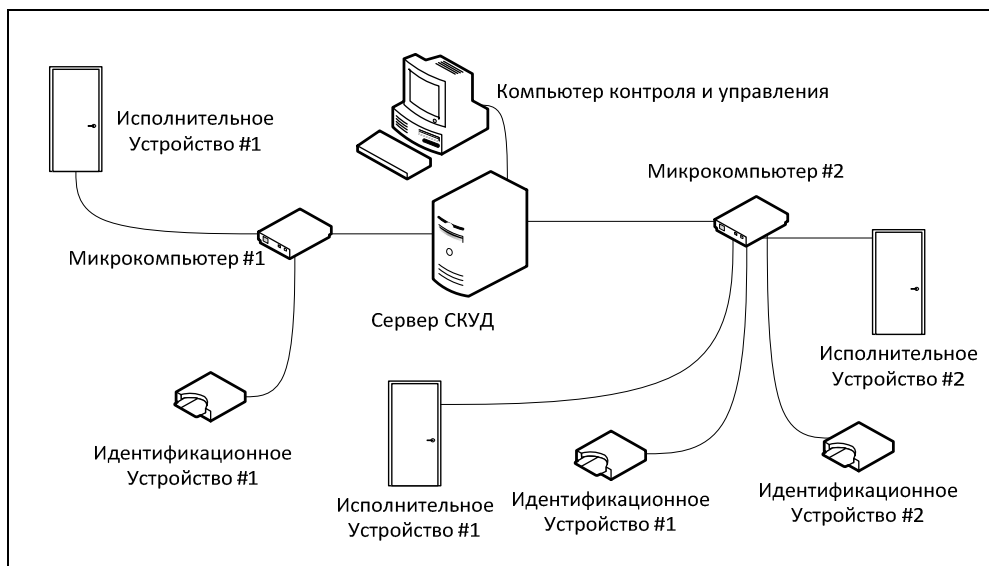 Компьютер контроля и управления
Исполнительное
Устройство #1
Микрокомпьютер #2
Микрокомпьютер #1
Сервер СКУД
Исполнительное
Устройство #2
Идентификационное
Устройство #1
Исполнительное
Устройство #1
Идентификационное
Устройство #1
Идентификационное
Устройство #2